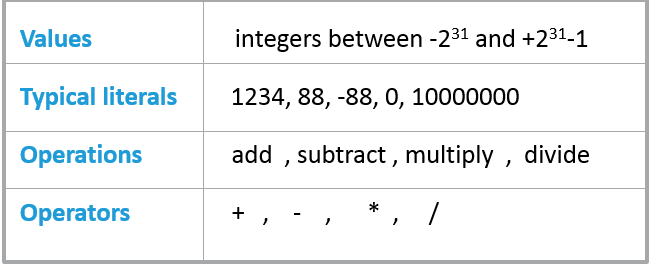 Values integers between -2³¹ and +2³¹-1
Typical literals 1234, 88, -88, 0, 10000000
Operations add , subtract , multiply , divide
Operators + , - , * , /